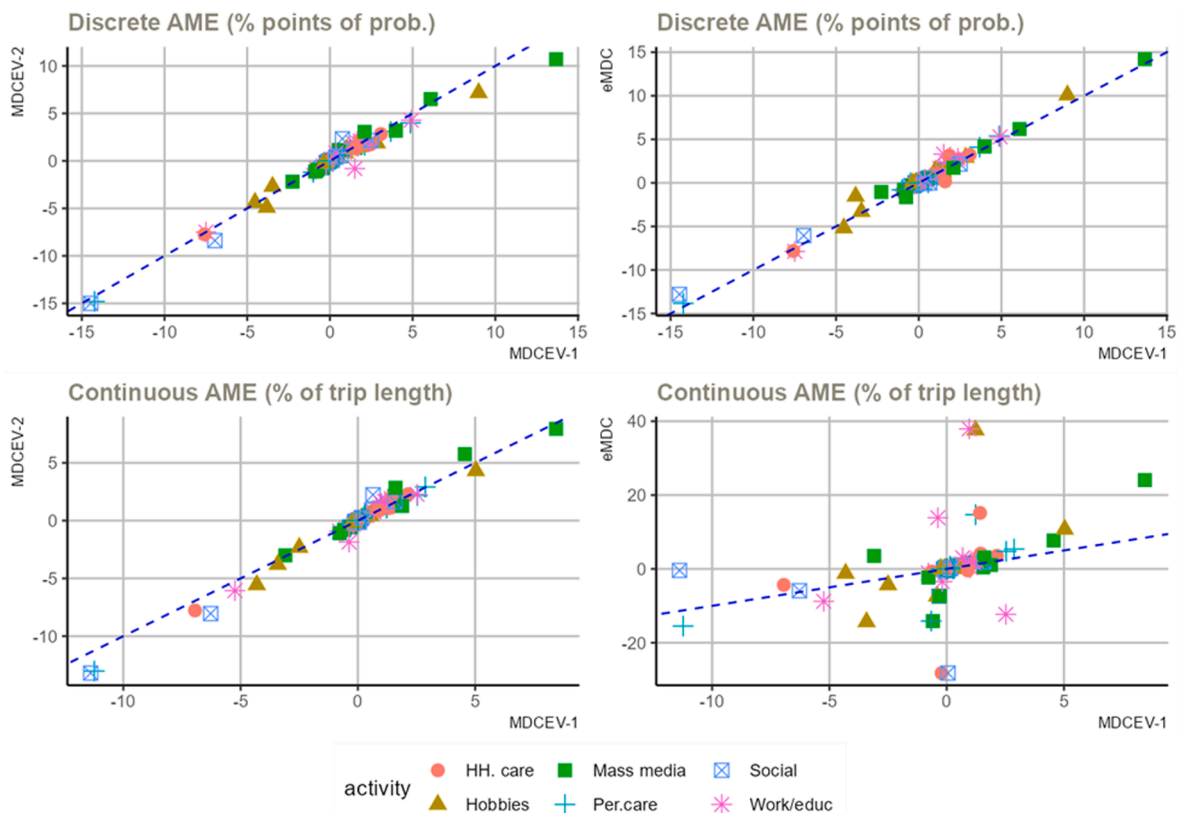 Discrete AME (% points of prob.)
MDCEV-2
10
5
0
-5
-10
-15
-15
-10
-5
0
5
10
15
MDCEV-1
Discrete AME (% points of prob.)
eMDC
15
10
5
0
-5
-10
-15
-15
-10
-5
0
5
10
15
MDCEV-1
Continuous AME (% of trip length)
MDCEV-2
5
0
-5
-10
-10
-5
0
5
MDCEV-1
Continuous AME (% of trip length)
eMDC
40
20
0
-20
-10
-5
0
5
MDCEV-1
activity
HH. care
Mass media
Social
Hobbies
Per.care
Work/educ